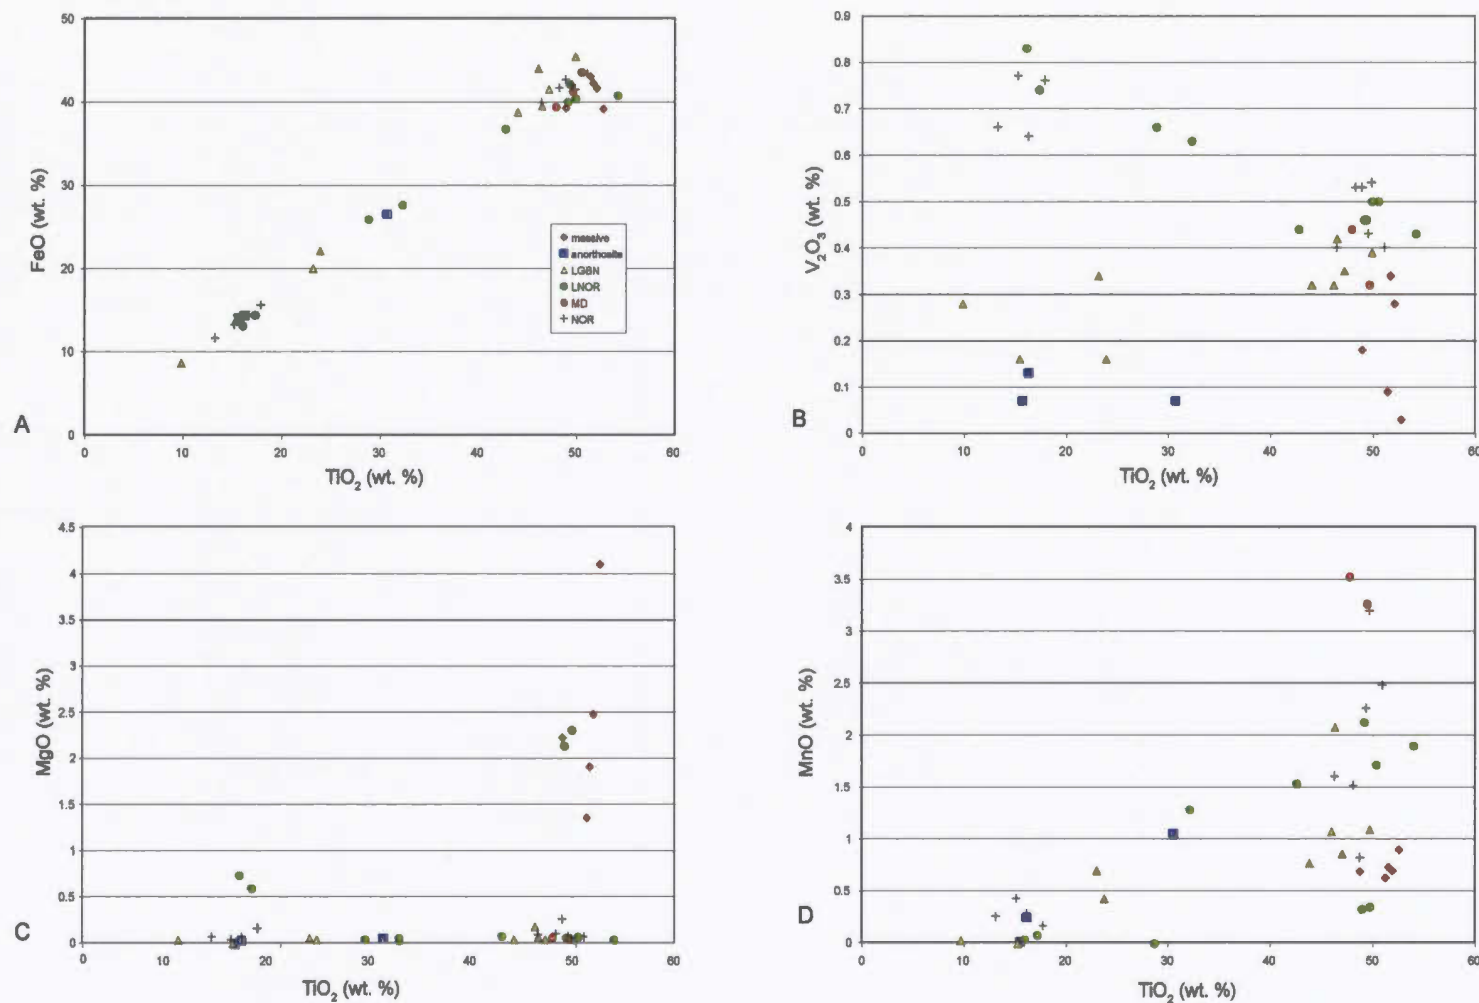 50
40
30
20
10
0
FeO (wt. %)
0 10 20 30 40 50 60
TiO2 (wt. %)
A
massive
anorthosite
LGBN
LNOR
MD
NOR
0.9
0.8
0.7
0.6
0.5
0.4
0.3
0.2
0.1
0
V2O3 (wt. %)
0 10 20 30 40 50 60
TiO2 (wt. %)
B
4.5
4
3.5
3
2.5
2
1.5
1
0.5
0
MgO (wt. %)
0 10 20 30 40 50 60
TiO2 (wt. %)
C
4
3.5
3
2.5
2
1.5
1
0.5
0
MnO (wt. %)
0 10 20 30 40 50 60
TiO2 (wt. %)
D